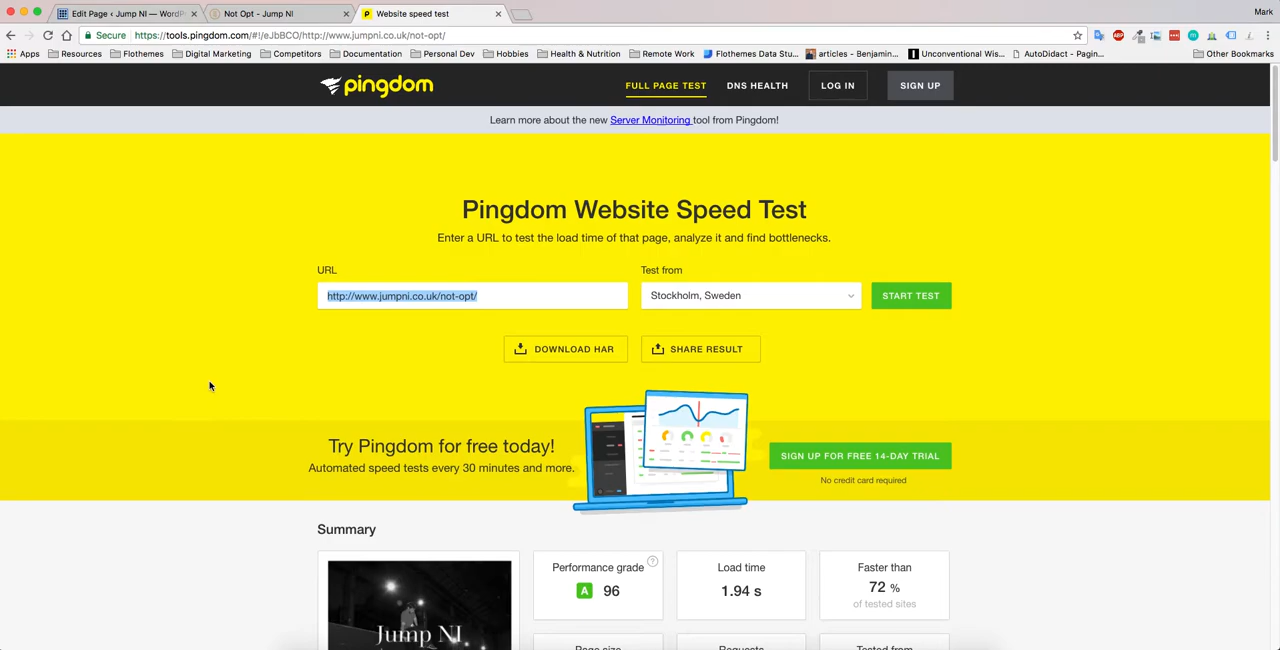 Edit Page ‹ Jump NI — WordPr
Not Opt - Jump NI
Website speed test
Mark
Secure
https://tools.pingdom.com/#!/eJbBCO/http://www.jumpni.co.uk/not-opt/
Apps
Resources
Flothemes
Digital Marketing
Competitors
Documentation
Personal Dev
Hobbies
Health & Nutrition
Remote Work
Flothemes Data Stu...
articles - Benjamin...
Unconventional Wis...
AutoDidact - Pagin...
Other Bookmarks
pingdom
FULL PAGE TEST
DNS HEALTH
LOG IN
SIGN UP
Learn more about the new Server Monitoring tool from Pingdom!
Pingdom Website Speed Test
Enter a URL to test the load time of that page, analyze it and find bottlenecks.
URL
Test from
http://www.jumpni.co.uk/not-opt/
Stockholm, Sweden
START TEST
DOWNLOAD HAR
SHARE RESULT
Try Pingdom for free today!
Automated speed tests every 30 minutes and more.
SIGN UP FOR FREE 14-DAY TRIAL
No credit card required
Summary
Jump NI
Performance grade
?
A 96
Load time
1.94 s
Faster than
72 %
of tested sites
Page size
Requests
Tested from